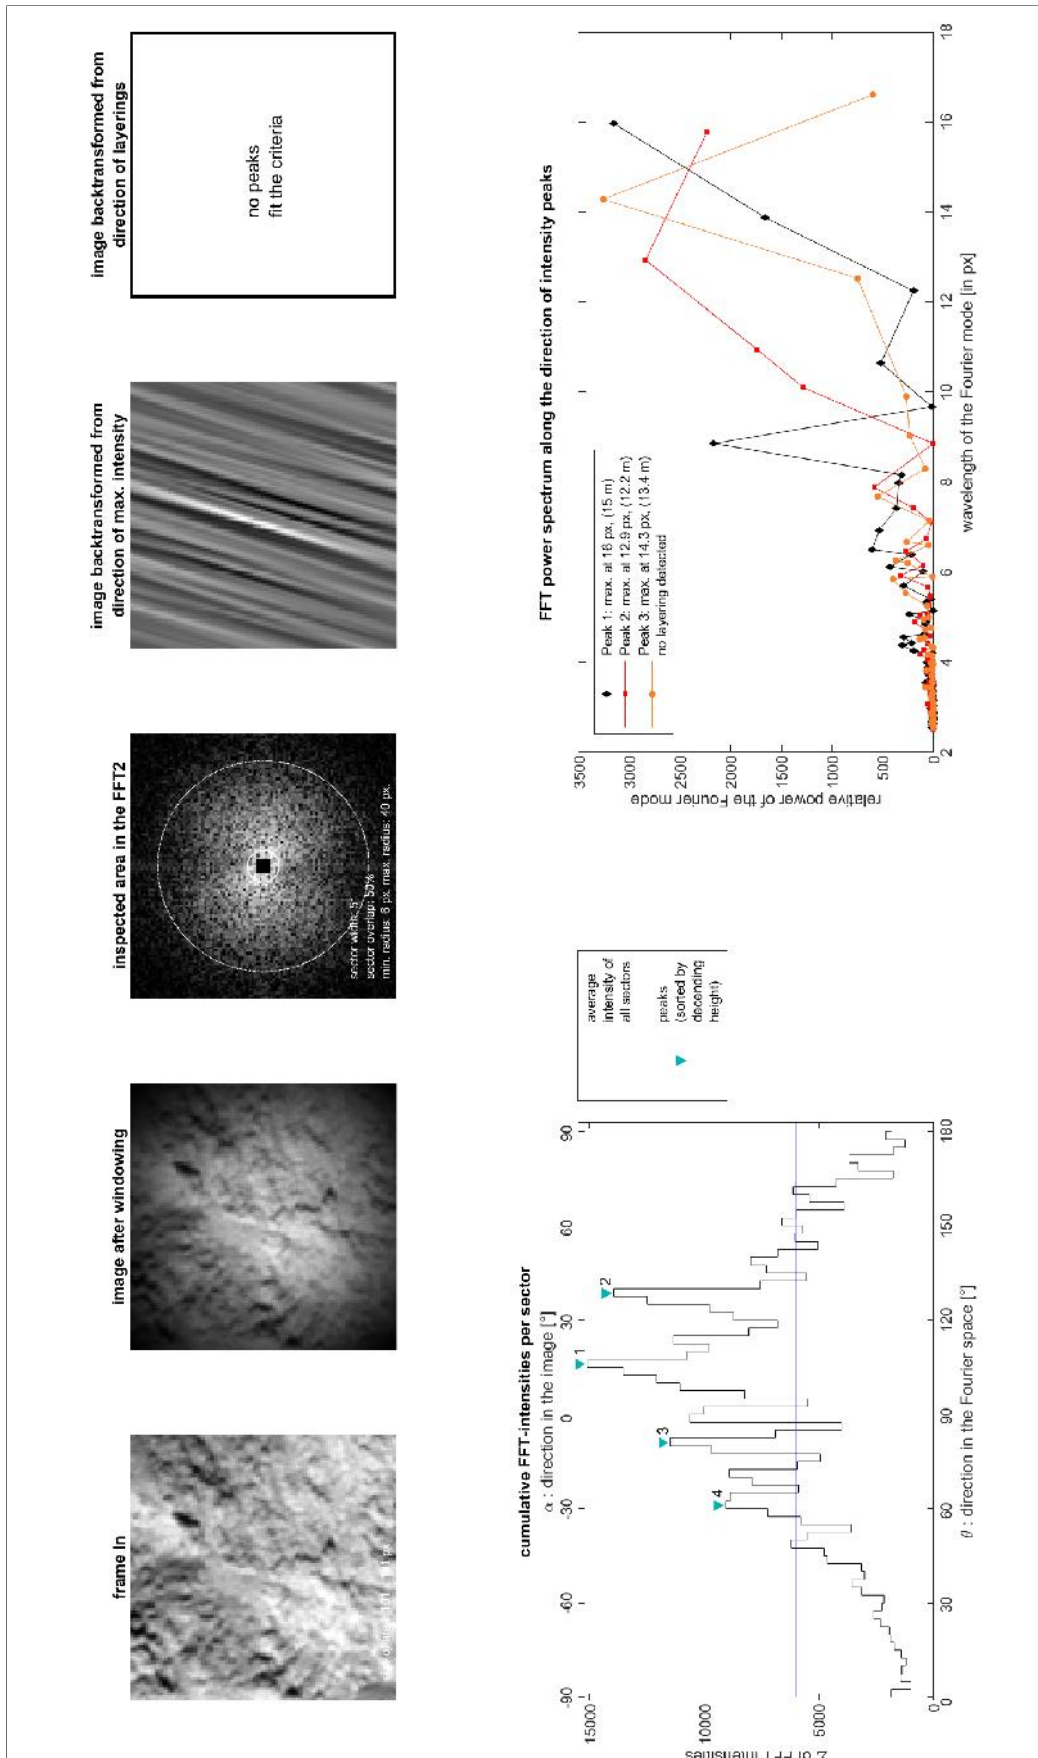 frame In
image after windowing
inspected area in the FFT2
image backtransformed from
direction of max. intensity
image backtransformed from
direction of layerings
sector width: 5°
sector overlap: 50%
min. radius: 6 px, max. radius: 40 px.
no peaks
fit the criteria
cumulative FFT-intensities per sector
α : direction in the image [°]
-90
-60
-30
0
30
60
90
15000
10000
5000
0
Σ of FFT intensities
4
3
1
2
0
30
60
90
120
150
180
θ : direction in the Fourier space [°]
average
intensity of
all sectors
peaks
(sorted by
decending
height)
FFT power spectrum along the direction of intensity peaks
3500
3000
2500
2000
1500
1000
500
0
relative power of the Fourier mode
Peak 1: max. at 16 px, (15 m)
Peak 2: max. at 12.9 px, (12.2 m)
Peak 3: max. at 14.3 px, (13.4 m)
no layering detected
2
4
6
8
10
12
14
16
18
wavelength of the Fourier mode [in px]